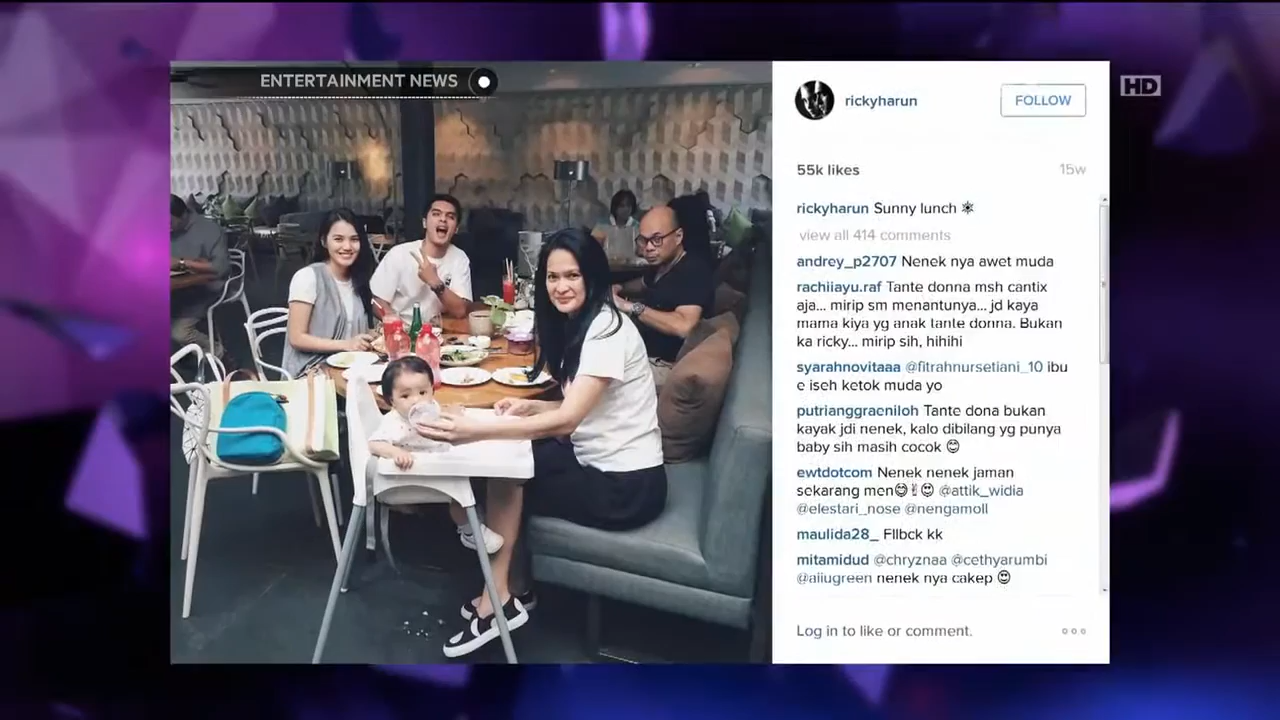 ENTERTAINMENT NEWS
HD
rickyharun
FOLLOW
55k likes
15w
rickyharun Sunny lunch
view all 414 comments
andrey_p2707 Nenek nya awet muda
rachiiayu.raf Tante donna msh cantix
aja... mirip sm menantunya... jd kaya
mama kiya yg anak tante donna. Bukan
ka ricky... mirip sih, hihihi
syarahnovitaaa @fitrahnursetiani_10 ibu
e iseh ketok muda yo
putrianggraeniloh Tante dona bukan
kayak jdi nenek, kalo dibilang yg punya
baby sih masih cocok 😊
ewtdotcom Nenek nenek jaman
sekarang men😅✌😍 @attik_widia
@elestari_nose @nengamoll
maulida28_ Fllbck kk
mitamidud @chryznaa @cethyarumbi
@aiiugreen nenek nya cakep 😍
Log in to like or comment.